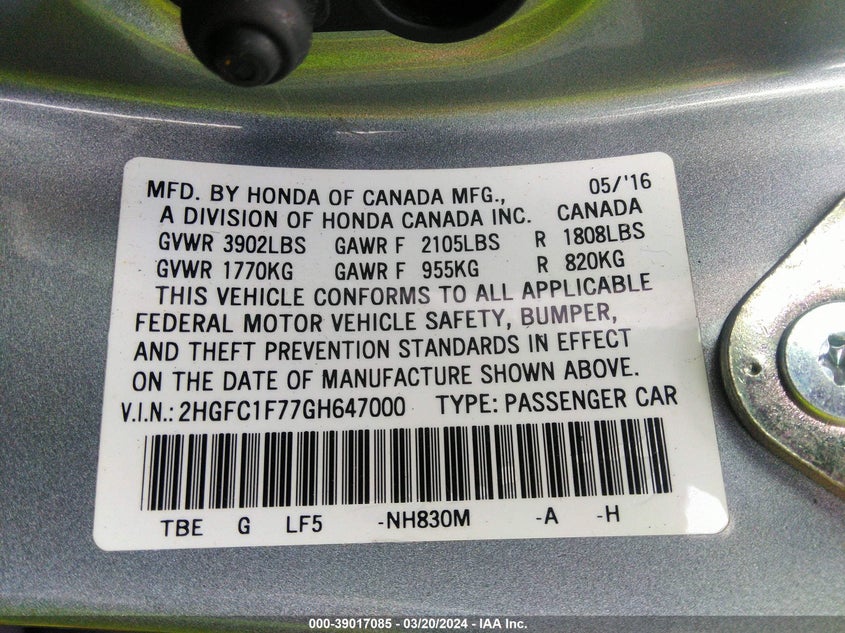 MFD. BY HONDA OF CANADA MFG., 05/'16
A DIVISION OF HONDA CANADA INC. CANADA
GVWR 3902LBS GAWR F 2105LBS R 1808LBS
GVWR 1770KG GAWR F 955KG R 820KG
THIS VEHICLE CONFORMS TO ALL APPLICABLE
FEDERAL MOTOR VEHICLE SAFETY, BUMPER,
AND THEFT PREVENTION STANDARDS IN EFFECT
ON THE DATE OF MANUFACTURE SHOWN ABOVE.
V.I.N.: 2HGFC1F77GH647000 TYPE: PASSENGER CAR
TBE G LF5 -NH830M -A -H
000-39017085 - 03/20/2024 - IAA Inc.